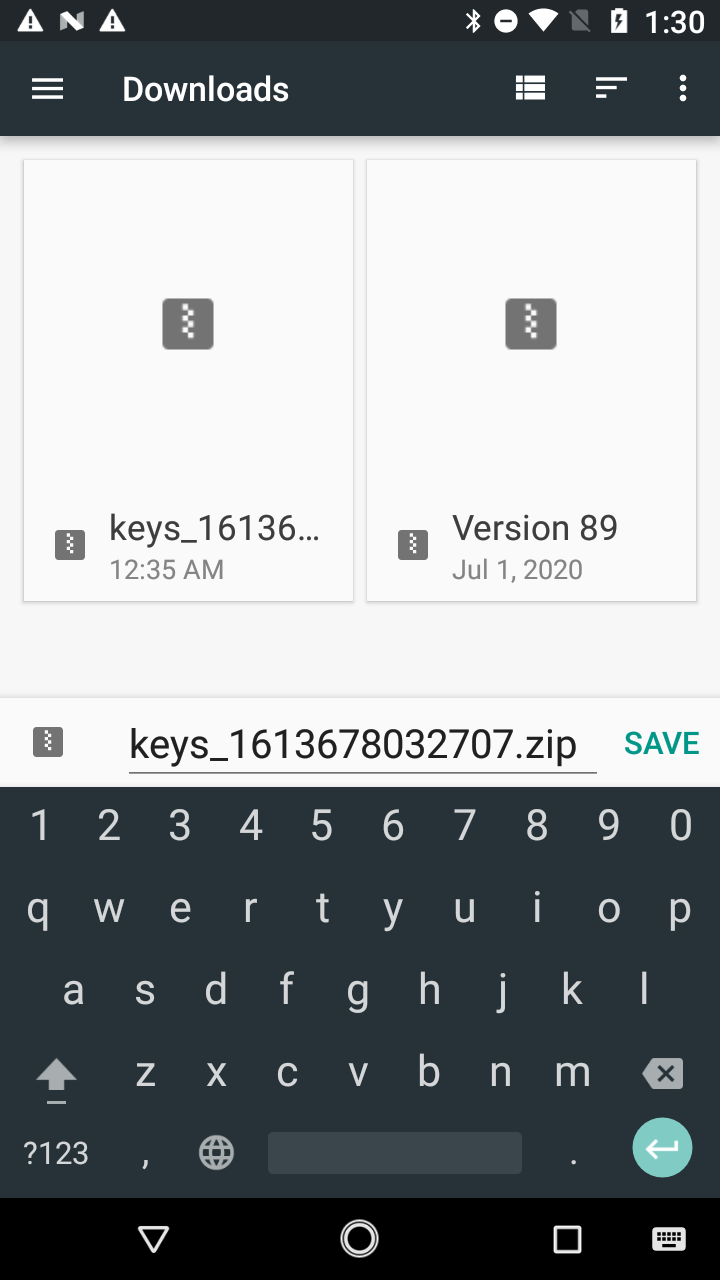 1:30
Downloads
keys_16136...
12:35 AM
Version 89
Jul 1, 2020
keys_1613678032707.zip SAVE
1 2 3 4 5 6 7 8 9 0
q w e r t y u i o p
a s d f g h j k l
z x c v b n m
?123 , .